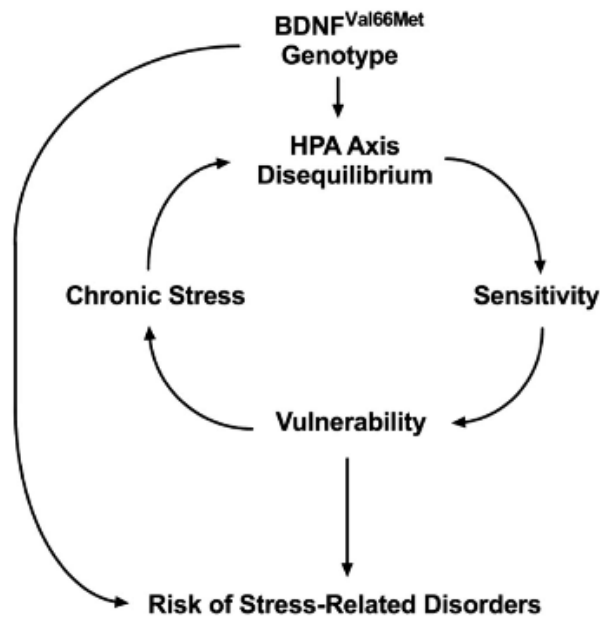 BDNFVal66Met
Genotype
HPA Axis
Disequilibrium
Chronic Stress
Sensitivity
Vulnerability
Risk of Stress-Related Disorders